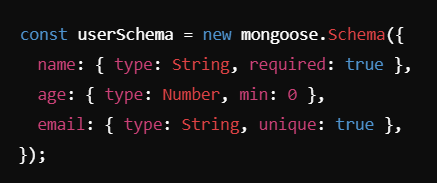 const userSchema = new mongoose.Schema({
  name: { type: String, required: true },
  age: { type: Number, min: 0 },
  email: { type: String, unique: true },
});